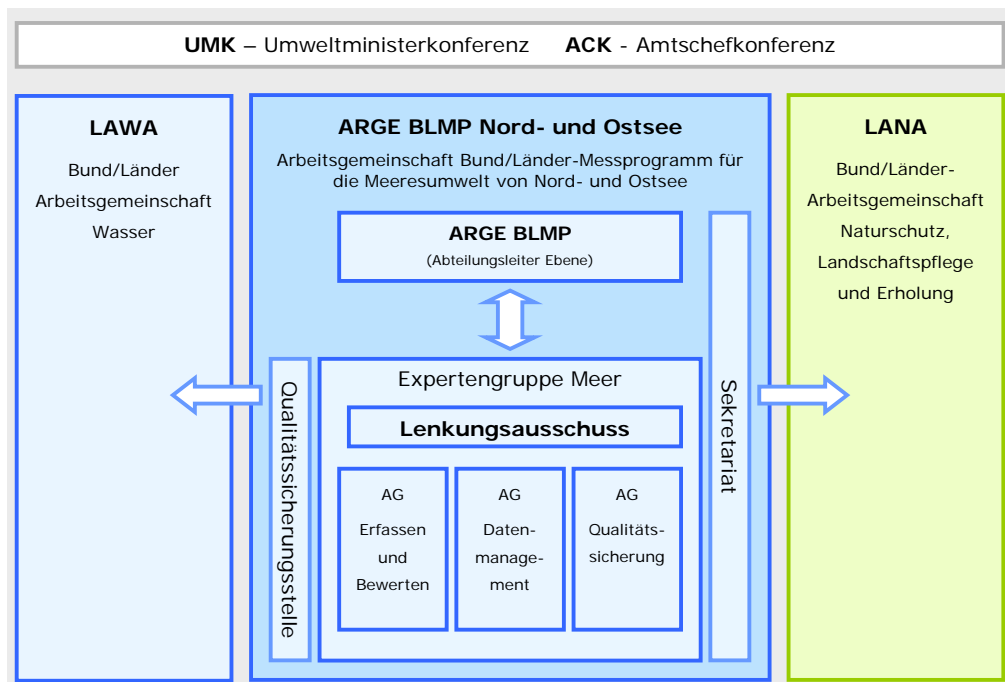 UMK – Umweltministerkonferenz ACK - Amtschefkonferenz
LAWA
Bund/Länder
Arbeitsgemeinschaft
Wasser
ARGE BLMP Nord- und Ostsee
Arbeitsgemeinschaft Bund/Länder-Messprogramm für
die Meeresumwelt von Nord- und Ostsee
ARGE BLMP
(Abteilungsleiter Ebene)
Qualitätssicherungsstelle
Expertengruppe Meer
Lenkungsausschuss
AG
Erfassen
und
Bewerten
AG
Daten-
manage-
ment
AG
Qualitäts-
sicherung
Sekretariat
LANA
Bund/Länder-
Arbeitsgemeinschaft
Naturschutz,
Landschaftspflege
und Erholung